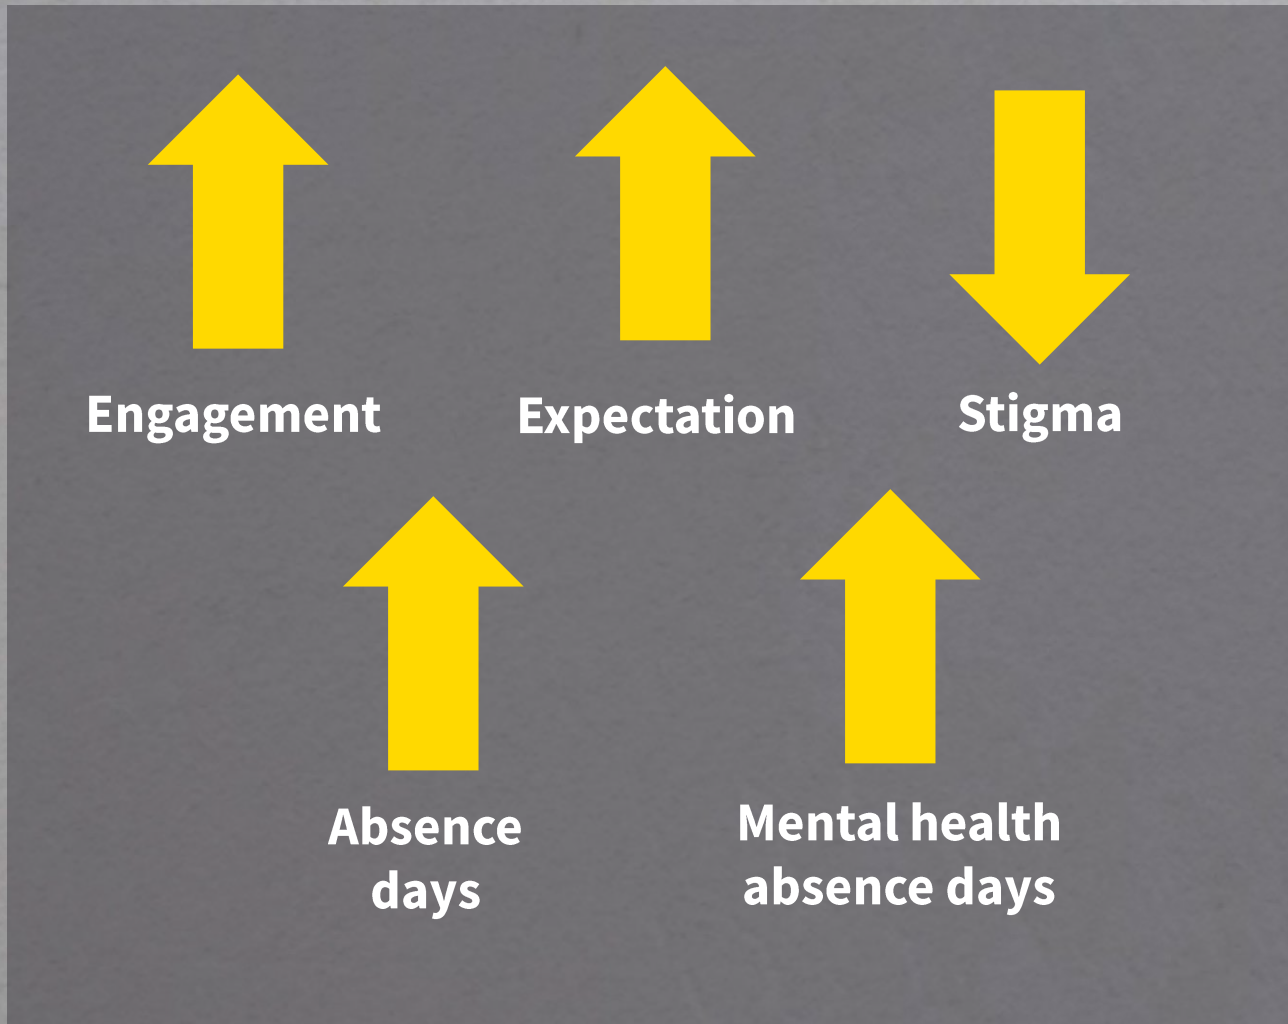 Engagement
Expectation
Stigma
Absence
days
Mental health
absence days